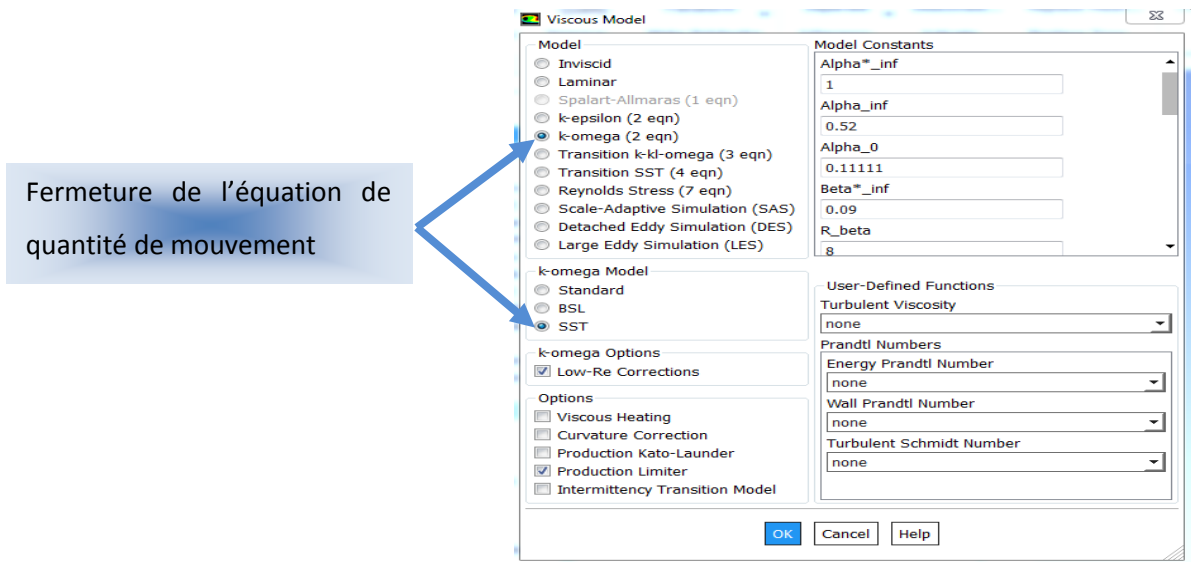 Viscous Model
Fermeture de l’équation de
quantité de mouvement
Model
Inviscid
Laminar
Spalart-Allmaras (1 eqn)
k-epsilon (2 eqn)
k-omega (2 eqn)
Transition k-kl-omega (3 eqn)
Transition SST (4 eqn)
Reynolds Stress (7 eqn)
Scale-Adaptive Simulation (SAS)
Detached Eddy Simulation (DES)
Large Eddy Simulation (LES)
k-omega Model
Standard
BSL
SST
k-omega Options
Low-Re Corrections
Options
Viscous Heating
Curvature Correction
Production Kato-Launder
Production Limiter
Intermittency Transition Model
Model Constants
Alpha*_inf
1
Alpha_inf
0.52
Alpha_0
0.11111
Beta*_inf
0.09
R_beta
8
User-Defined Functions
Turbulent Viscosity
none
Prandtl Numbers
Energy Prandtl Number
none
Wall Prandtl Number
none
Turbulent Schmidt Number
none
OK Cancel Help